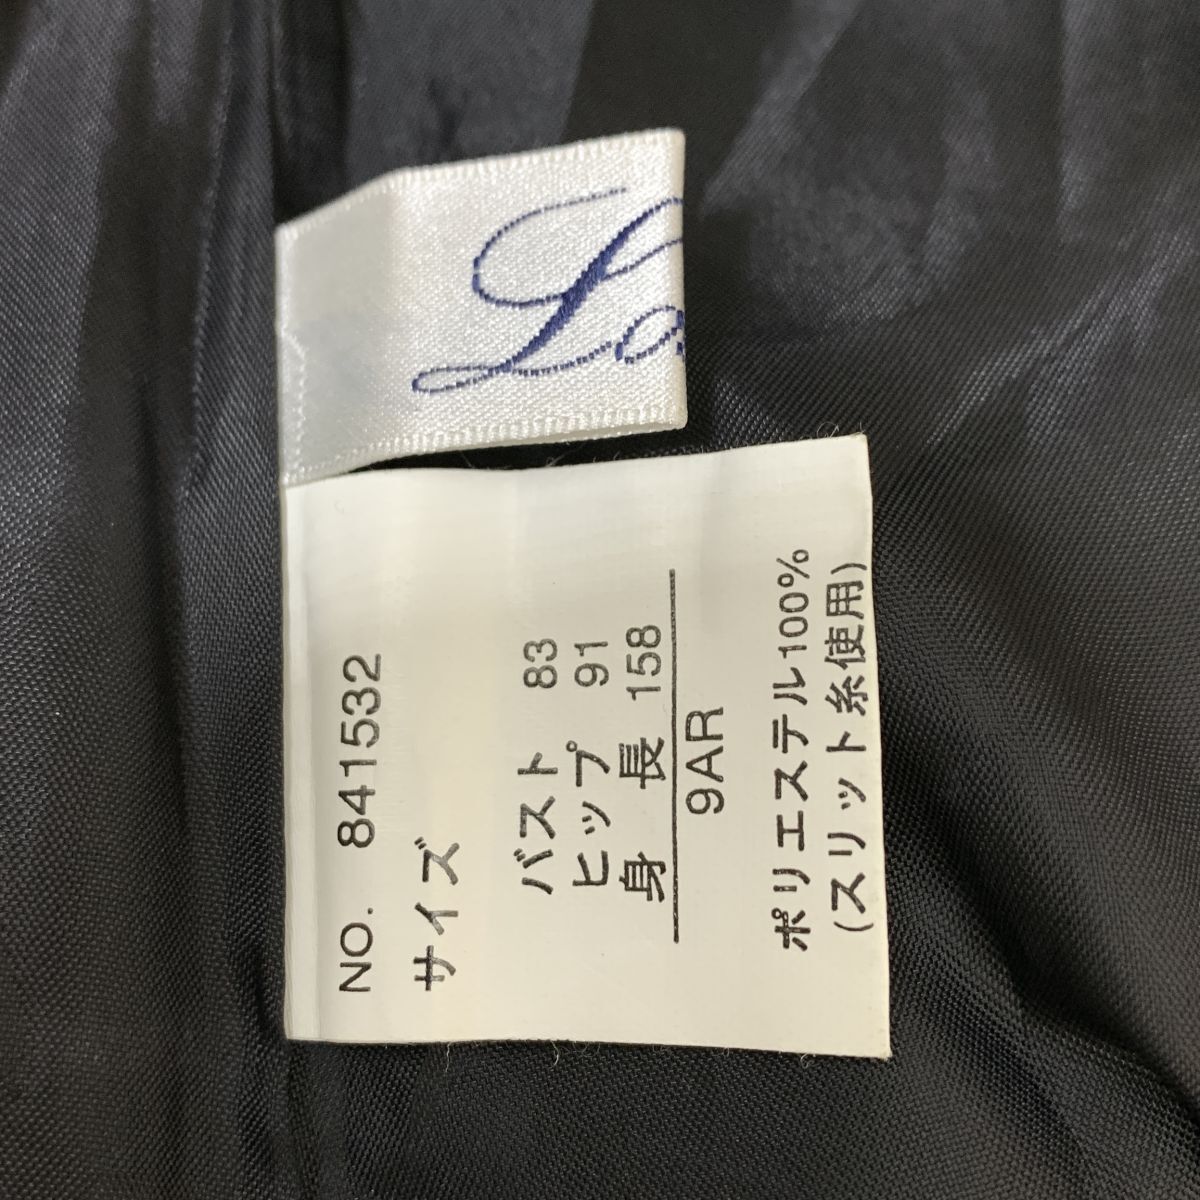 NO. 841532
サイズ
バスト 83
ヒップ 91
身 長 158
9AR
ポリエステル100%
(スリット糸使用)